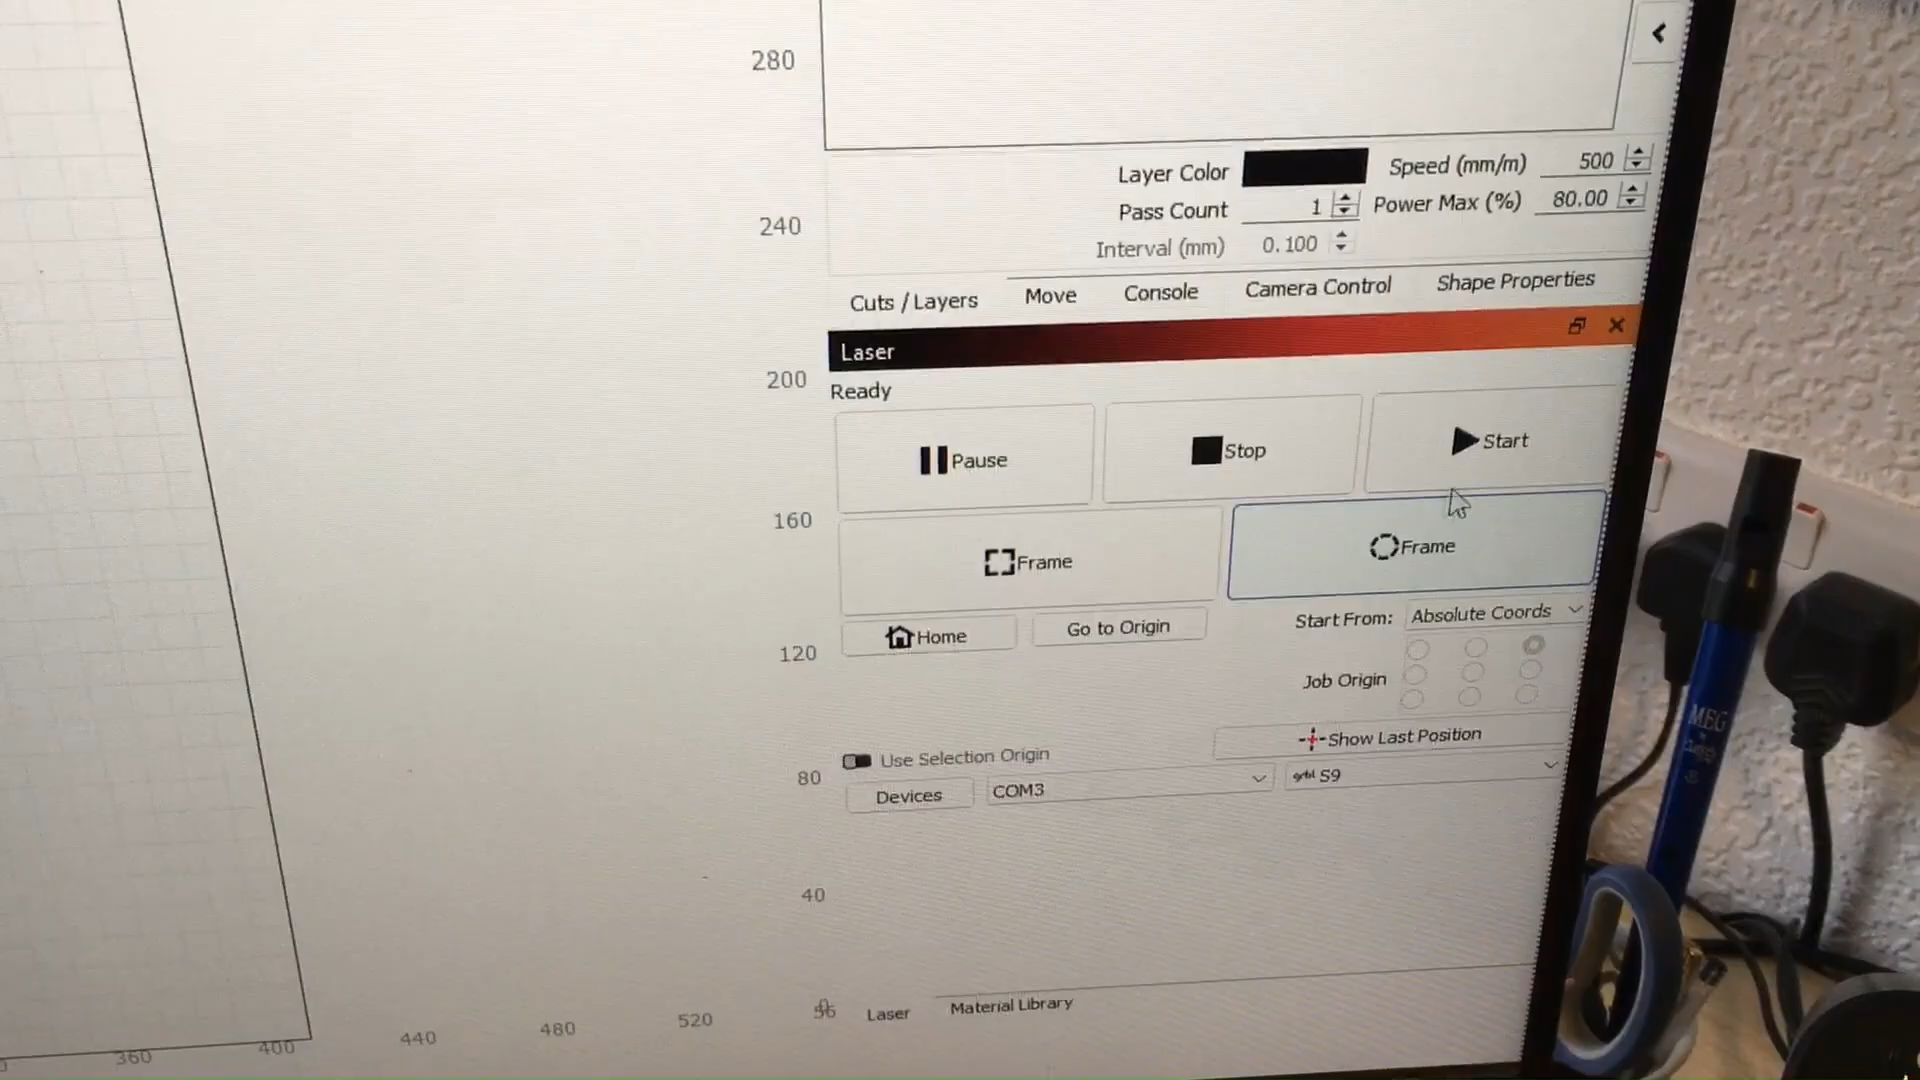 280
Layer Color Speed (mm/m) 500
Pass Count 1 Power Max (%) 80.00
240
Interval (mm) 0.100
Cuts / Layers Move Console Camera Control Shape Properties
Laser
200
Ready
Pause Stop Start
160
Frame Frame
Home Go to Origin Start From: Absolute Coords
120
Job Origin
Show Last Position
Use Selection Origin
80
Devices COM3 grbl S9
40
Laser Material Library
360 400 440 480 520
MEG